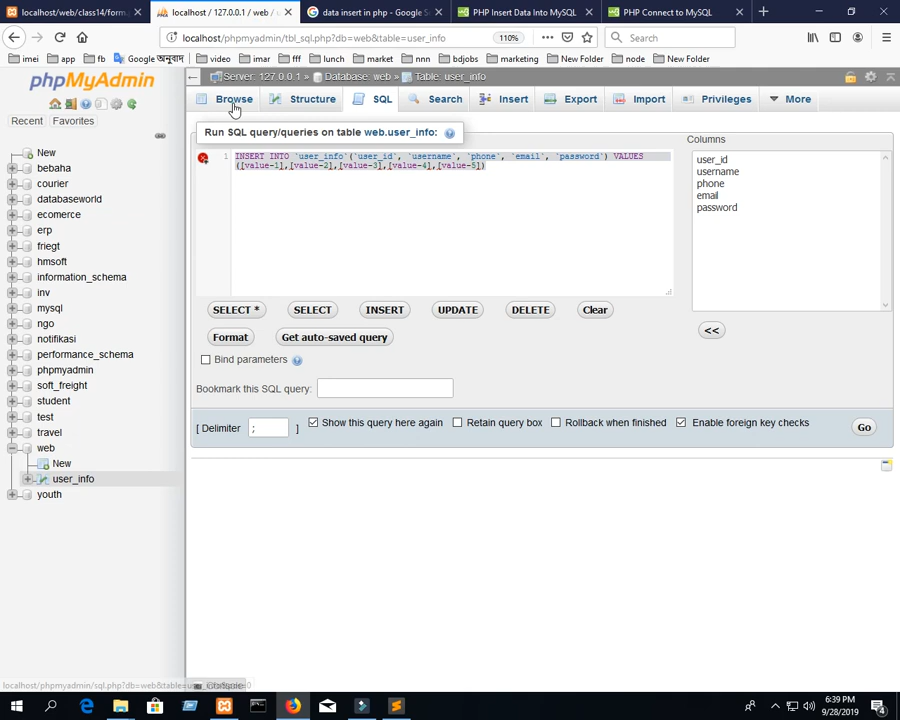 localhost/web/class14/form.
localhost / 127.0.0.1 / web /
data insert in php - Google S
PHP Insert Data Into MySQL
PHP Connect to MySQL
localhost/phpmyadmin/tbl_sql.php?db=web&table=user_info
110%
Search
imei
app
fb
Google অনুবাদ
video
imar
fff
lunch
market
nnn
bdjobs
marketing
New Folder
node
New Folder
phpMyAdmin
Recent
Favorites
New
bebaha
courier
databaseworld
ecomerce
erp
friegt
hmsoft
information_schema
inv
mysql
ngo
notifikasi
performance_schema
phpmyadmin
soft_freight
student
test
travel
web
New
user_info
youth
Server: 127.0.0.1 » Database: web » Table: user_info
Browse
Structure
SQL
Search
Insert
Export
Import
Privileges
More
Run SQL query/queries on table web.user_info:
1 INSERT INTO `user_info`(`user_id`, `username`, `phone`, `email`, `password`) VALUES
([value-1],[value-2],[value-3],[value-4],[value-5])
Columns
user_id
username
phone
email
password
<<
SELECT *
SELECT
INSERT
UPDATE
DELETE
Clear
Format
Get auto-saved query
Bind parameters
Bookmark this SQL query:
[ Delimiter ; ]
Show this query here again
Retain query box
Rollback when finished
Enable foreign key checks
Go
Console
6:39 PM
9/28/2019
4